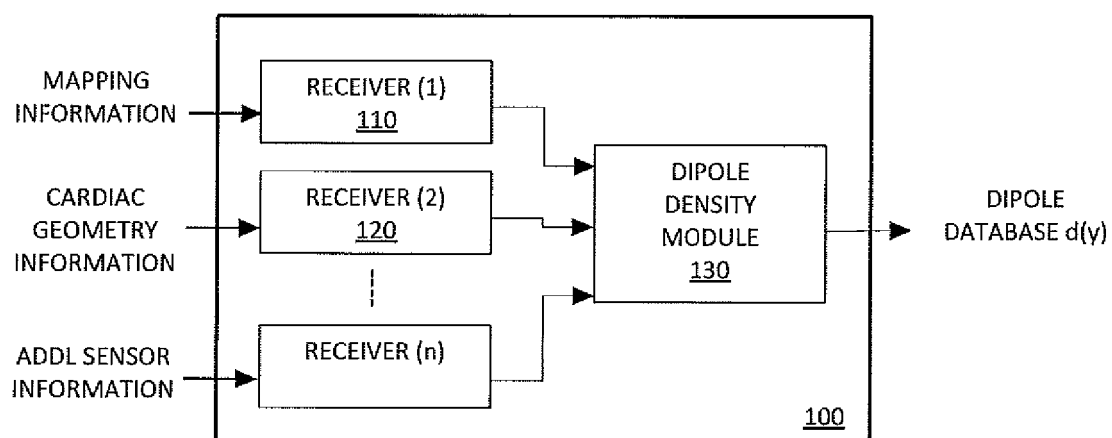 MAPPING
INFORMATION
RECEIVER (1)
110
CARDIAC
GEOMETRY
INFORMATION
RECEIVER (2)
120
ADDL SENSOR
INFORMATION
RECEIVER (n)
DIPOLE
DENSITY
MODULE
130
DIPOLE
DATABASE d(y)
100